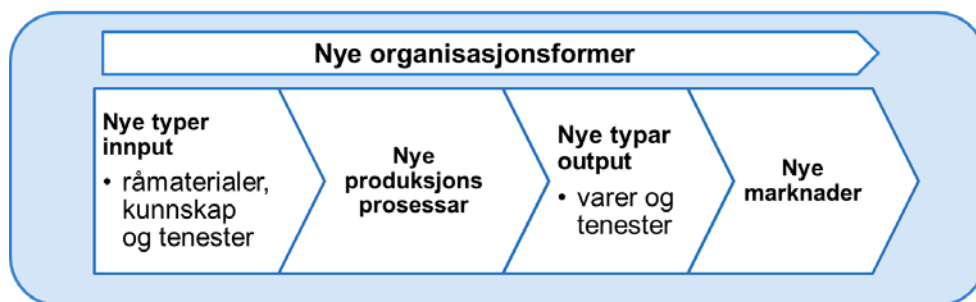 Nye organisasjonsformer
Nye typer
innput
• råmaterialer,
kunnskap
og tenester
Nye
produksjons
prosessar
Nye typar
output
• varer og
tenester
Nye
marknader